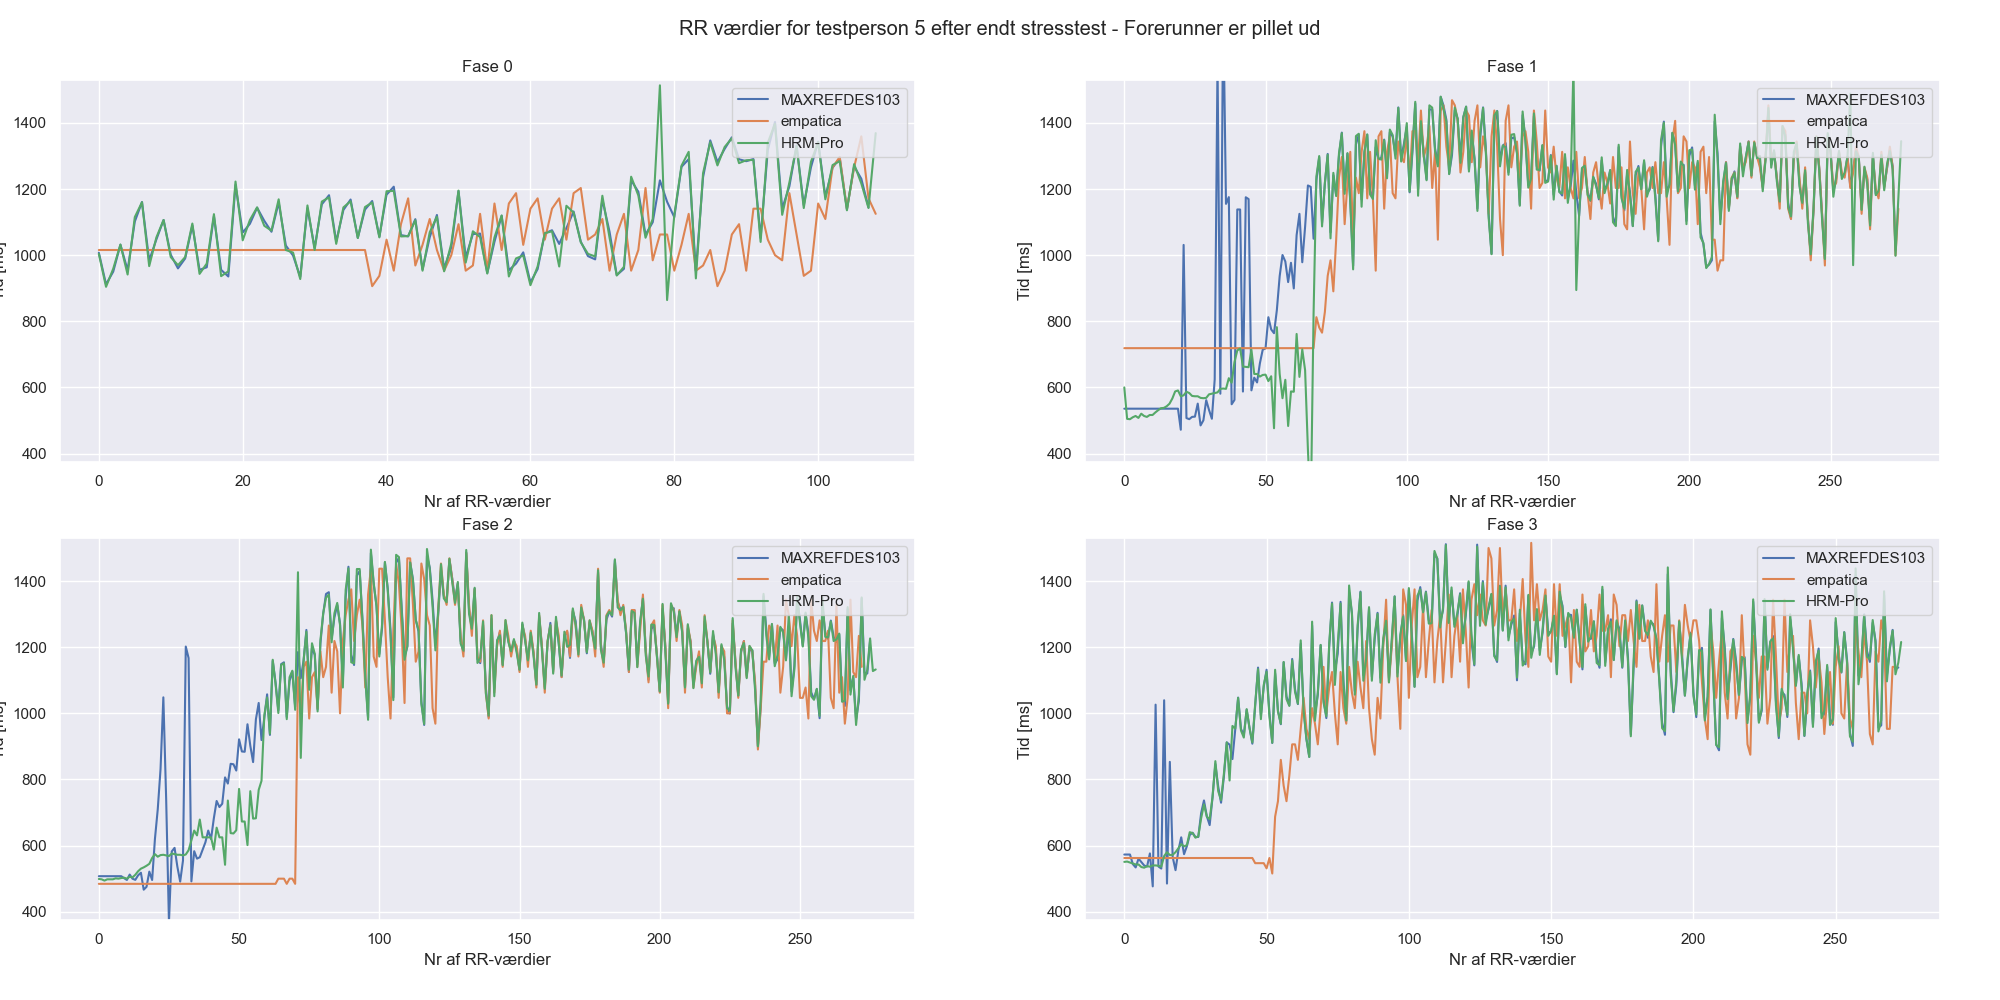 RR værdier for testperson 5 efter endt stresstest - Forerunner er pillet ud
Fase 0
MAXREFDES103
empatica
HRM-Pro
1400
1200
1000
800
600
400
0 20 40 60 80 100
Nr af RR-værdier
Fase 1
MAXREFDES103
empatica
HRM-Pro
Tid [ms]
1400
1200
1000
800
600
400
0 50 100 150 200 250
Nr af RR-værdier
Fase 2
MAXREFDES103
empatica
HRM-Pro
1400
1200
1000
800
600
400
0 50 100 150 200 250
Nr af RR-værdier
Fase 3
MAXREFDES103
empatica
HRM-Pro
Tid [ms]
1400
1200
1000
800
600
400
0 50 100 150 200 250
Nr af RR-værdier